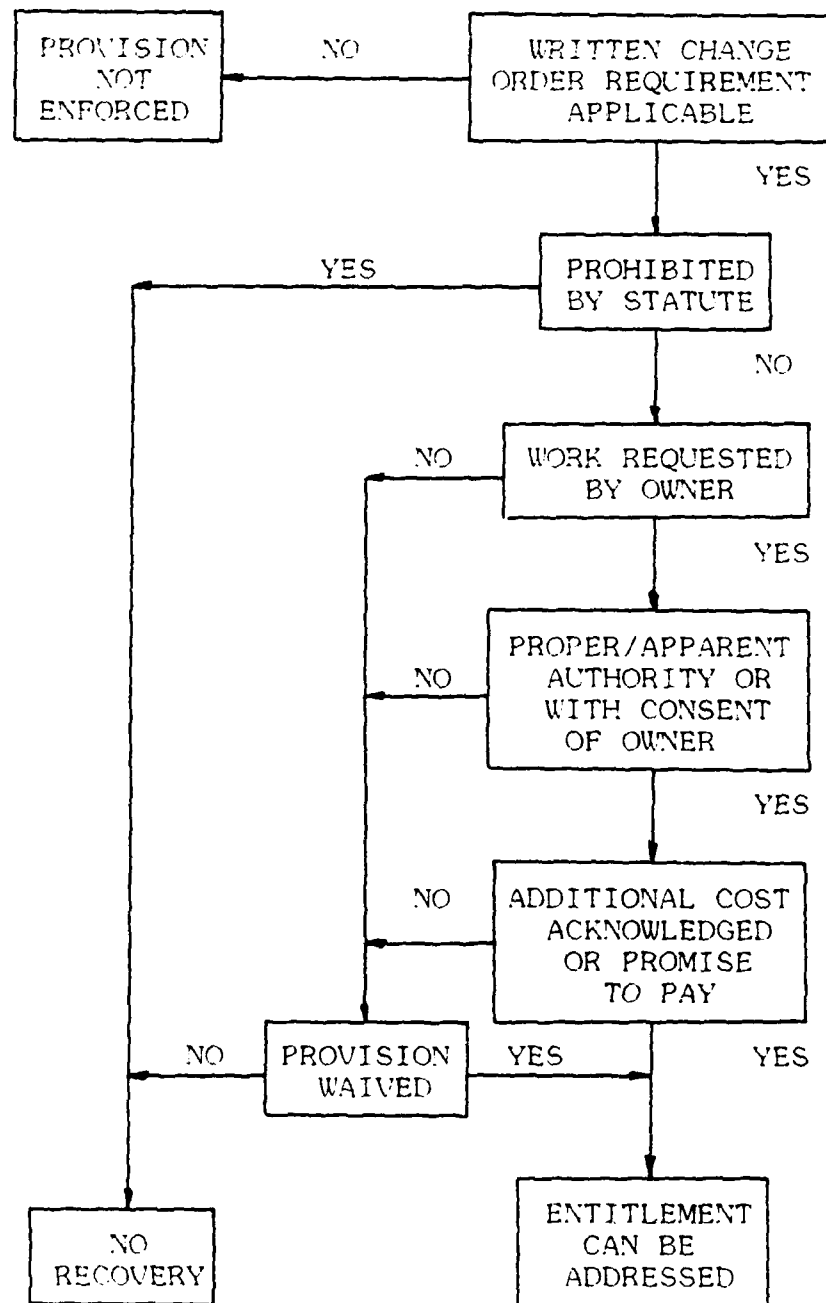 PROVISION
NOT
ENFORCED
NO
WRITTEN CHANGE
ORDER REQUIREMENT
APPLICABLE
YES
YES
PROHIBITED
BY STATUTE
NO
NO
WORK REQUESTED
BY OWNER
YES
NO
PROPER/APPARENT
AUTHORITY OR
WITH CONSENT
OF OWNER
YES
NO
ADDITIONAL COST
ACKNOWLEDGED
OR PROMISE
TO PAY
NO
PROVISION
WAIVED
YES
YES
NO
RECOVERY
ENTITLEMENT
CAN BE
ADDRESSED